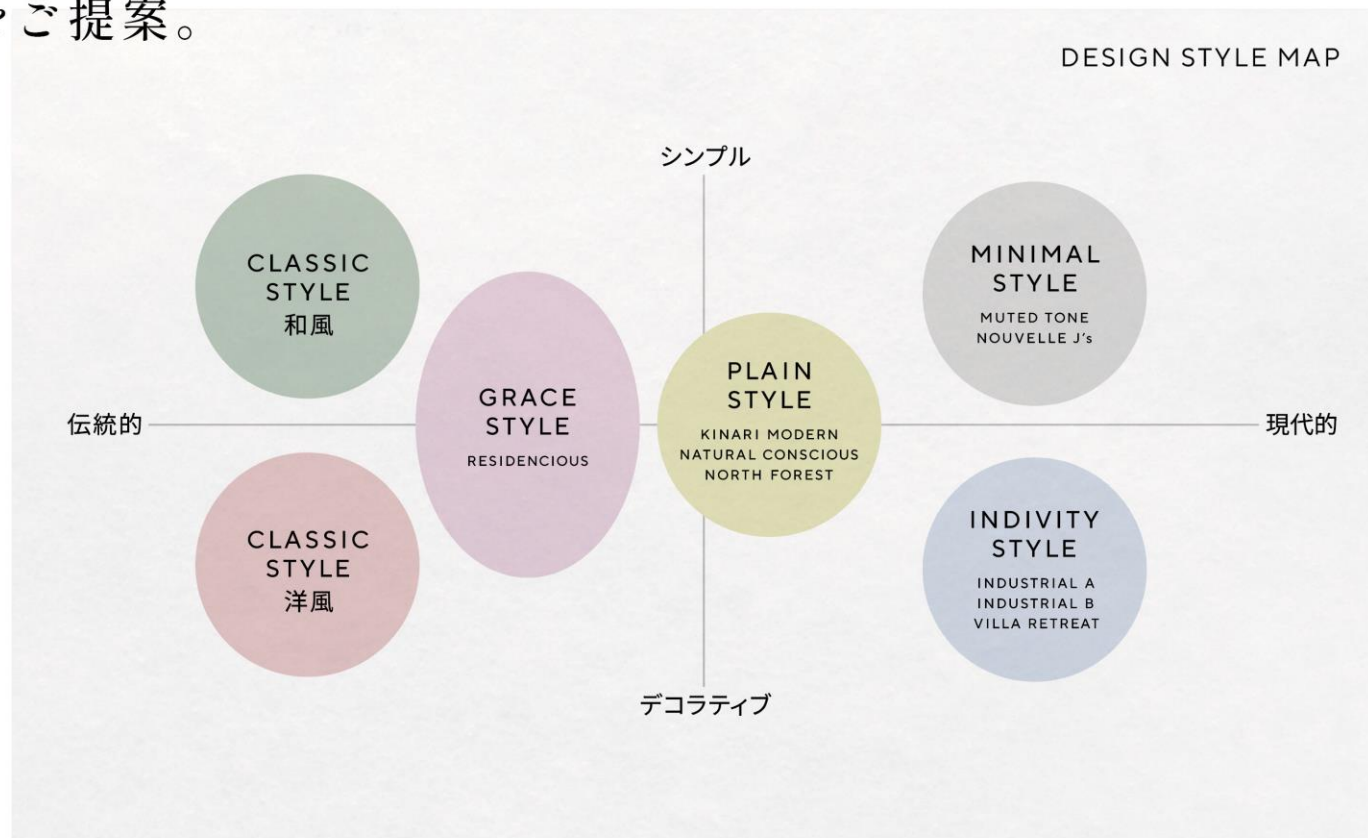 ご提案。
DESIGN STYLE MAP
シンプル
CLASSIC
STYLE
和風
MINIMAL
STYLE
MUTED TONE
NOUVELLE J's
GRACE
STYLE
RESIDENCIOUS
PLAIN
STYLE
KINARI MODERN
NATURAL CONSCIOUS
NORTH FOREST
伝統的
現代的
CLASSIC
STYLE
洋風
INDIVITY
STYLE
INDUSTRIAL A
INDUSTRIAL B
VILLA RETREAT
デコラティブ